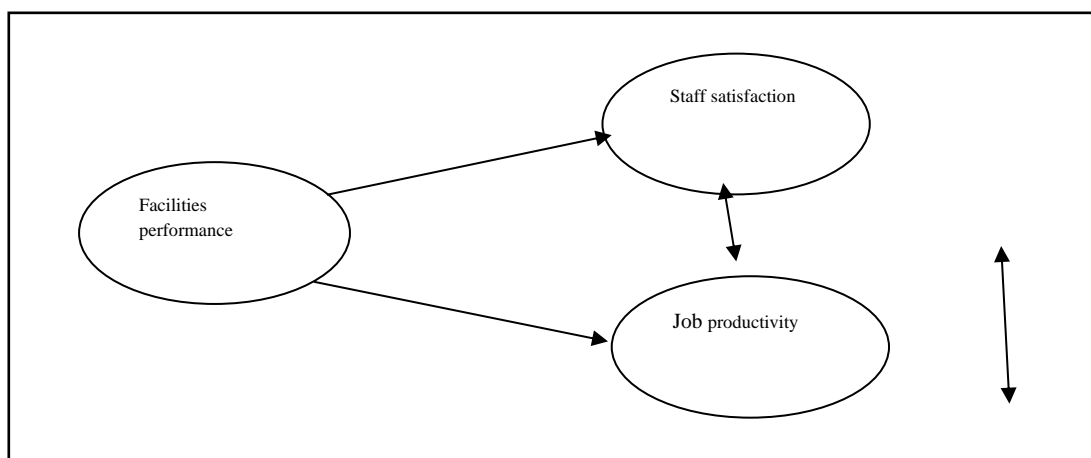 Staff satisfaction
Facilities
performance
Job productivity